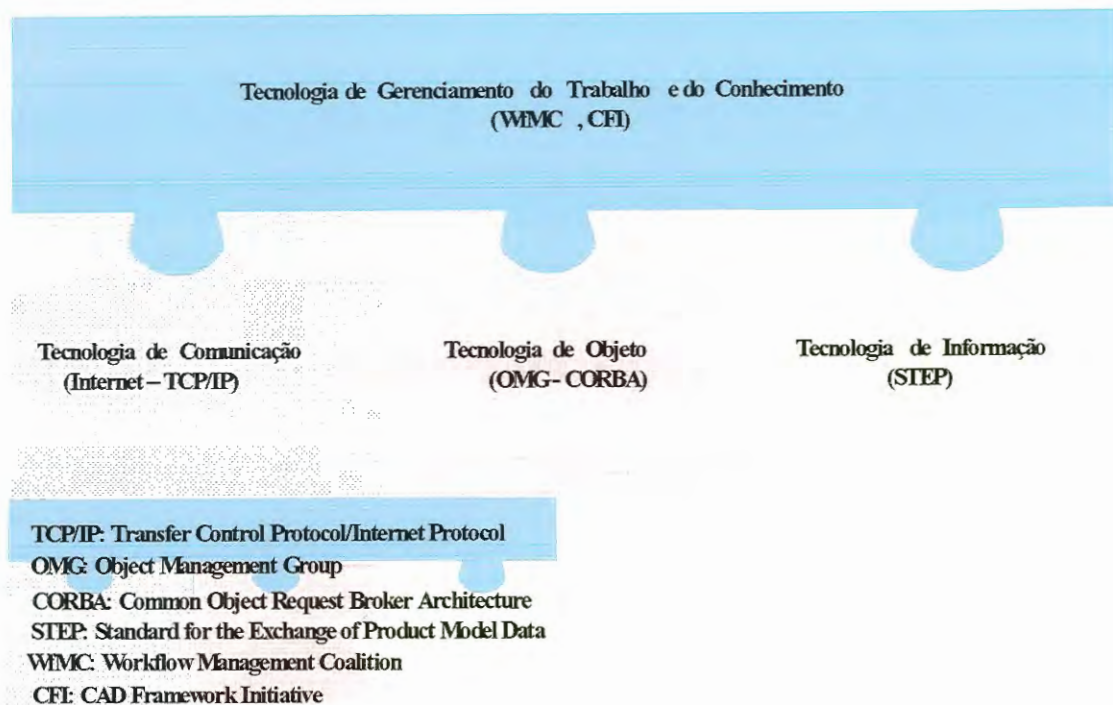 Tecnologia de Gerenciamento do Trabalho e do Conhecimento
(WfMC , CFI)
Tecnologia de Comunicação
(Internet – TCP/IP)
Tecnologia de Objeto
(OMG- CORBA)
Tecnologia de Informação
(STEP)
TCP/IP: Transfer Control Protocol/Internet Protocol
OMG: Object Management Group
CORBA: Common Object Request Broker Architecture
STEP: Standard for the Exchange of Product Model Data
WfMC: Workflow Management Coalition
CFI: CAD Framework Initiative